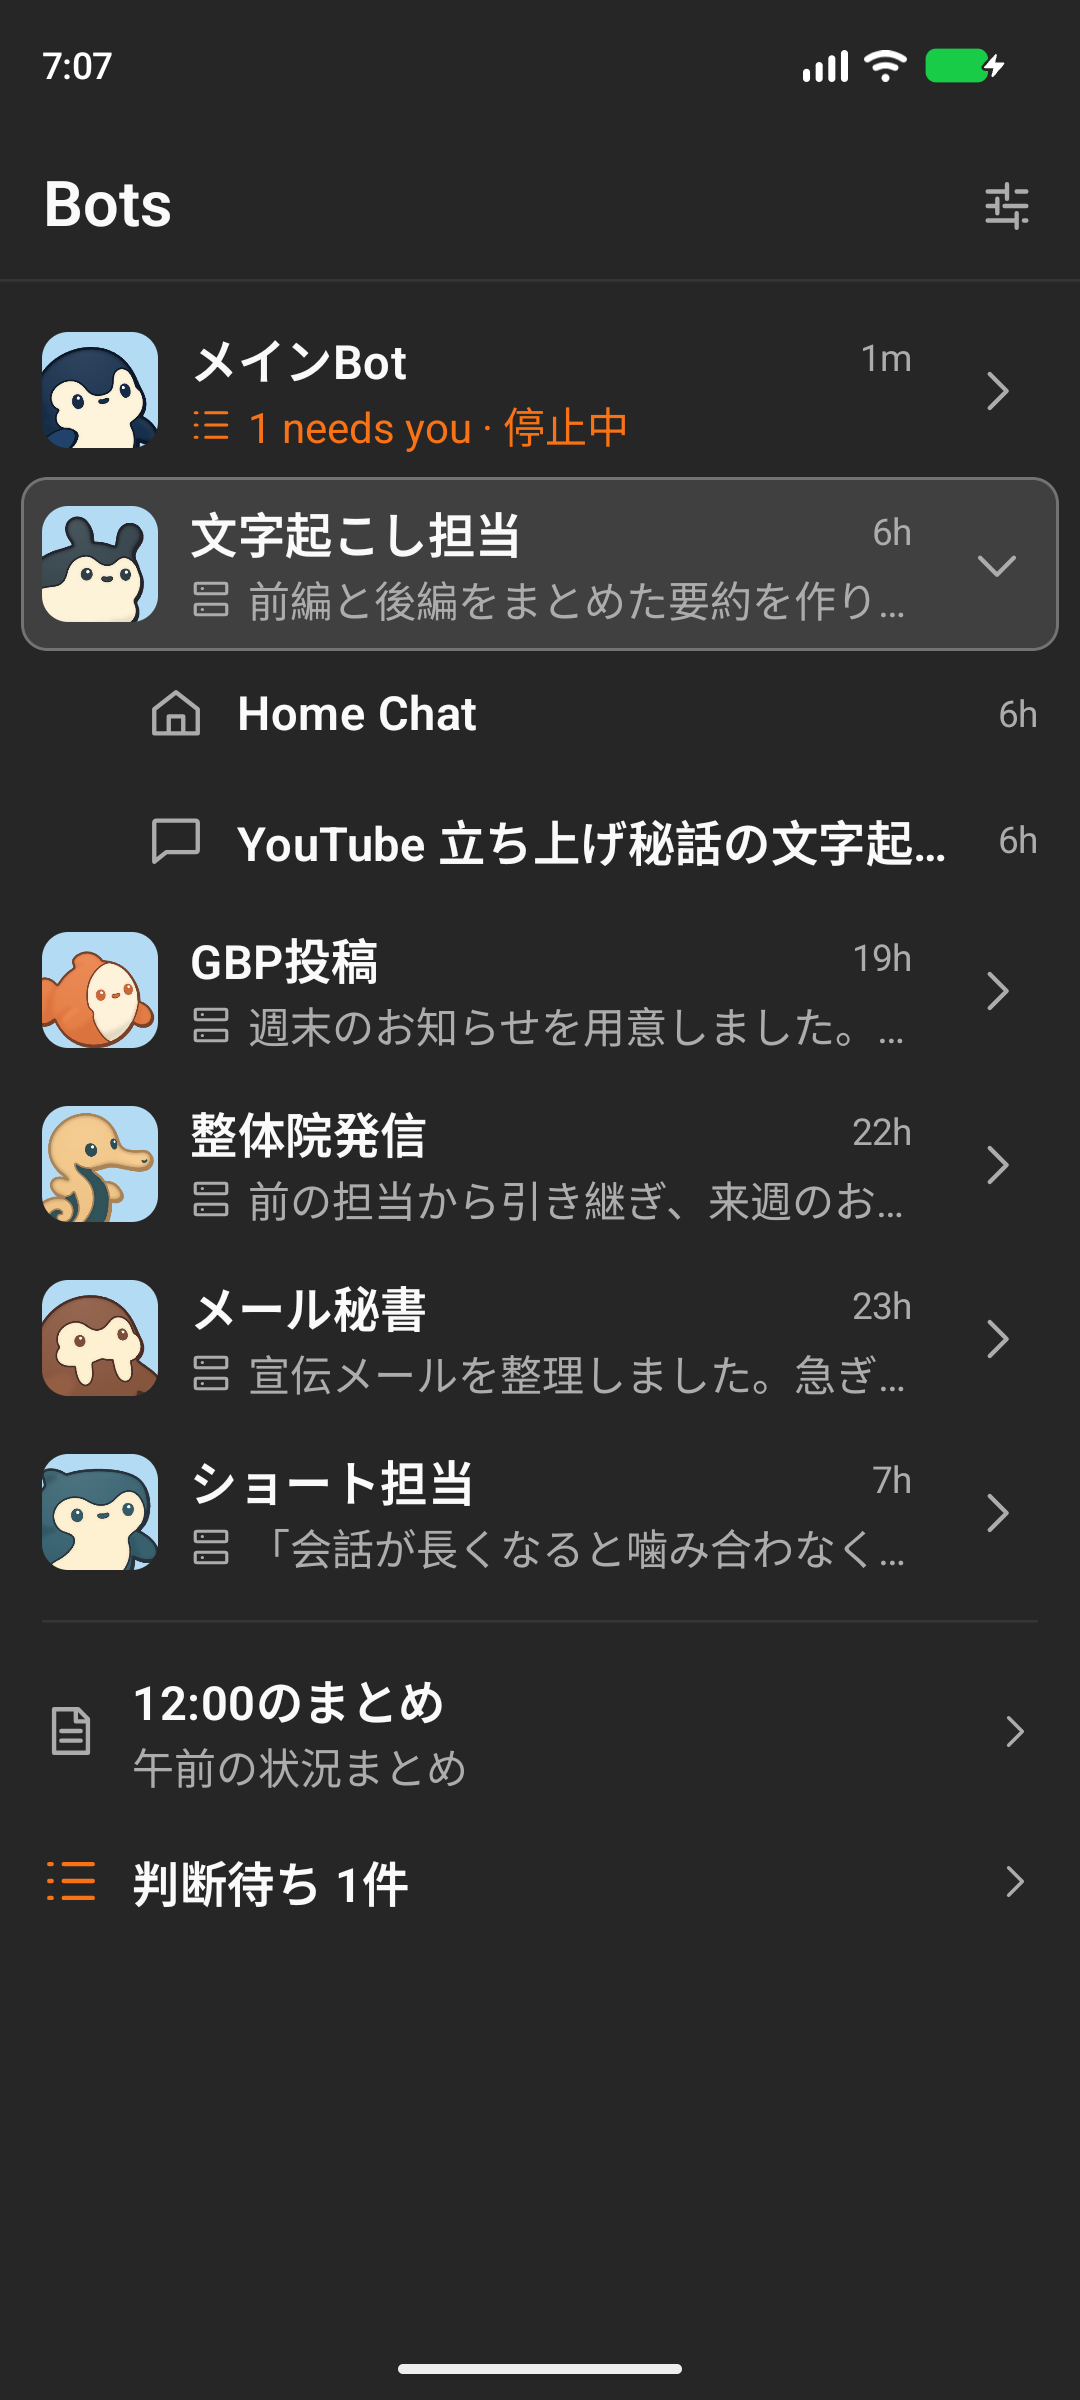 7:07
Bots
メインBot
1m
1 needs you · 停止中
文字起こし担当
6h
前編と後編をまとめた要約を作り…
Home Chat
6h
YouTube 立ち上げ秘話の文字起…
6h
GBP投稿
19h
週末のお知らせを用意しました。…
整体院発信
22h
前の担当から引き継ぎ、来週のお…
メール秘書
23h
宣伝メールを整理しました。急ぎ…
ショート担当
7h
「会話が長くなると噛み合わなく…
12:00のまとめ
午前の状況まとめ
判断待ち 1件